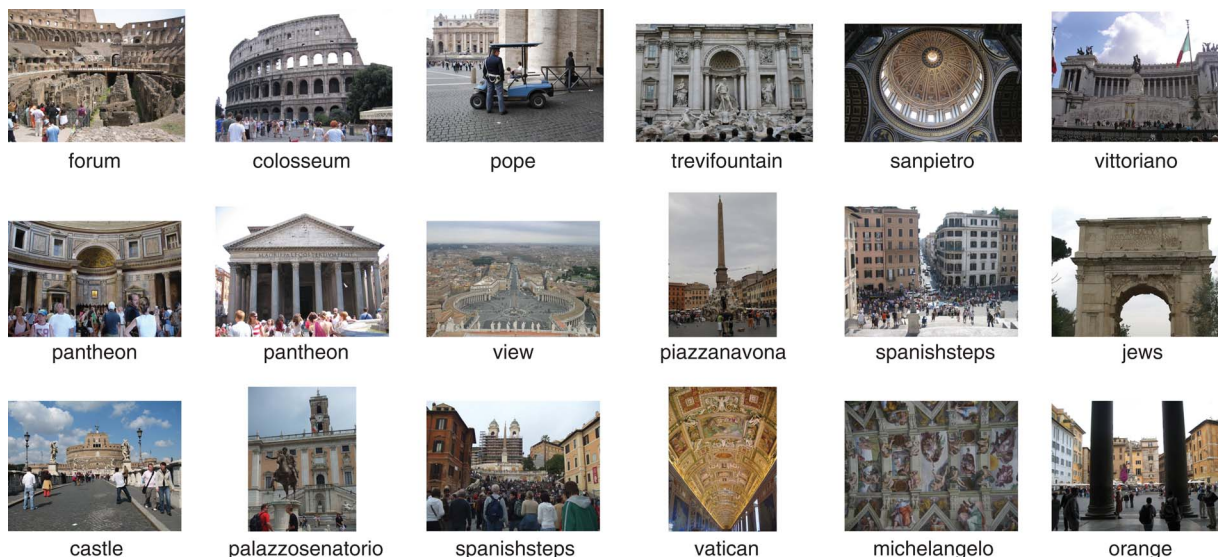 forum
colosseum
pope
trevifountain
sanpietro
vittoriano
pantheon
pantheon
view
piazzanavona
spanishsteps
jews
castle
palazzosenatorio
spanishsteps
vatican
michelangelo
orange